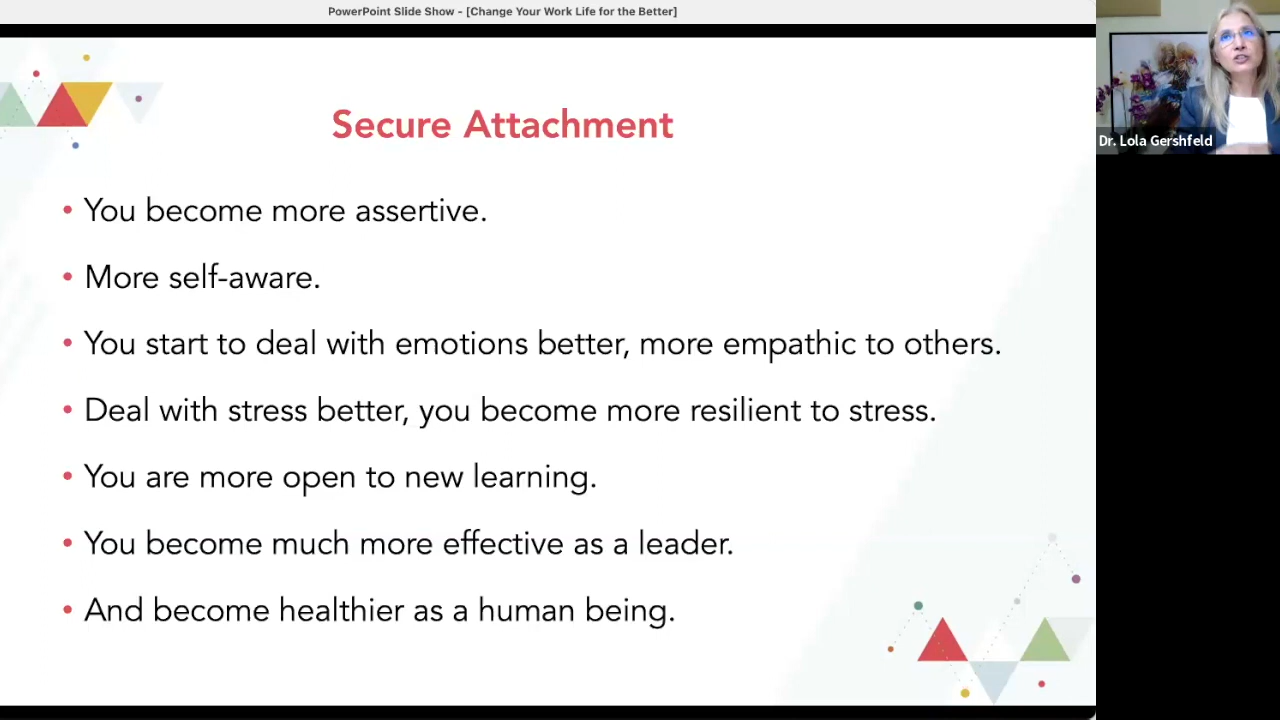 PowerPoint Slide Show - [Change Your Work Life for the Better]
Dr. Lola Gershfeld
Secure Attachment
• You become more assertive.
• More self-aware.
• You start to deal with emotions better, more empathic to others.
• Deal with stress better, you become more resilient to stress.
• You are more open to new learning.
• You become much more effective as a leader.
• And become healthier as a human being.